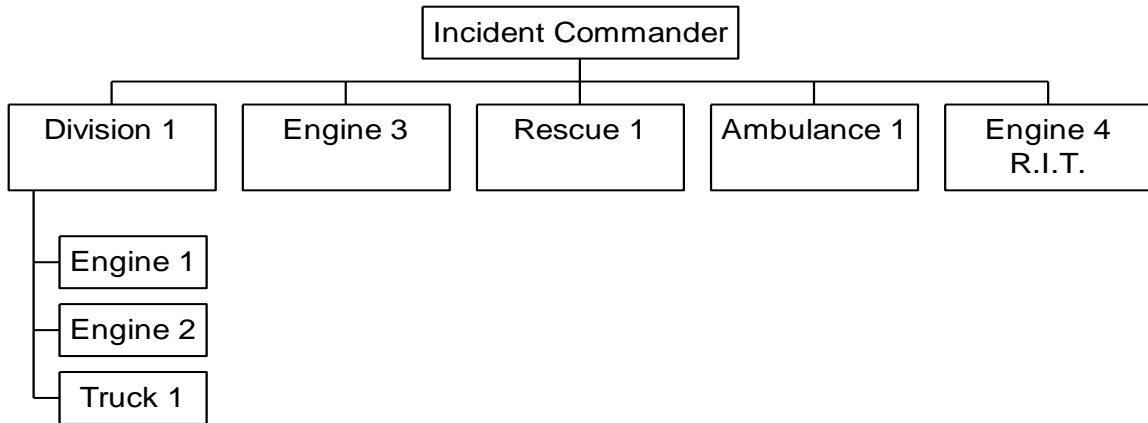 Incident Commander
Division 1
Engine 3
Rescue 1
Ambulance 1
Engine 4
R.I.T.
Engine 1
Engine 2
Truck 1